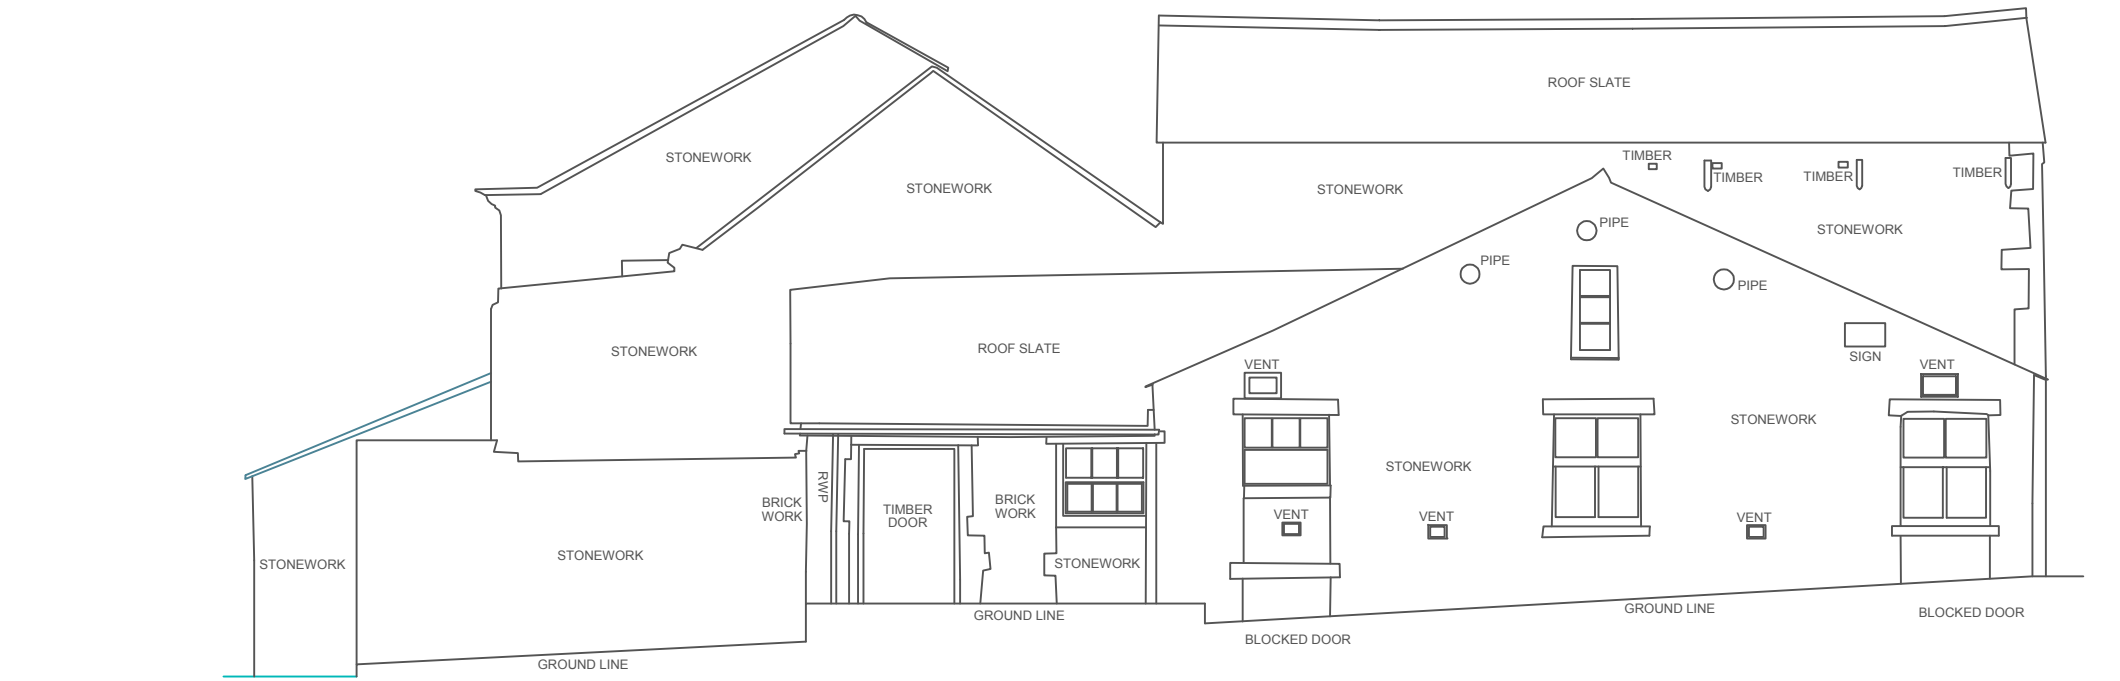 ROOF SLATE
STONEWORK
TIMBER
TIMBER
TIMBER
TIMBER
STONEWORK
STONEWORK
PIPE
STONEWORK
PIPE
PIPE
STONEWORK
ROOF SLATE
SIGN
VENT
VENT
STONEWORK
STONEWORK
RWP
BRICK
WORK
TIMBER
DOOR
BRICK
WORK
VENT
VENT
VENT
STONEWORK
STONEWORK
STONEWORK
GROUND LINE
GROUND LINE
BLOCKED DOOR
BLOCKED DOOR
GROUND LINE